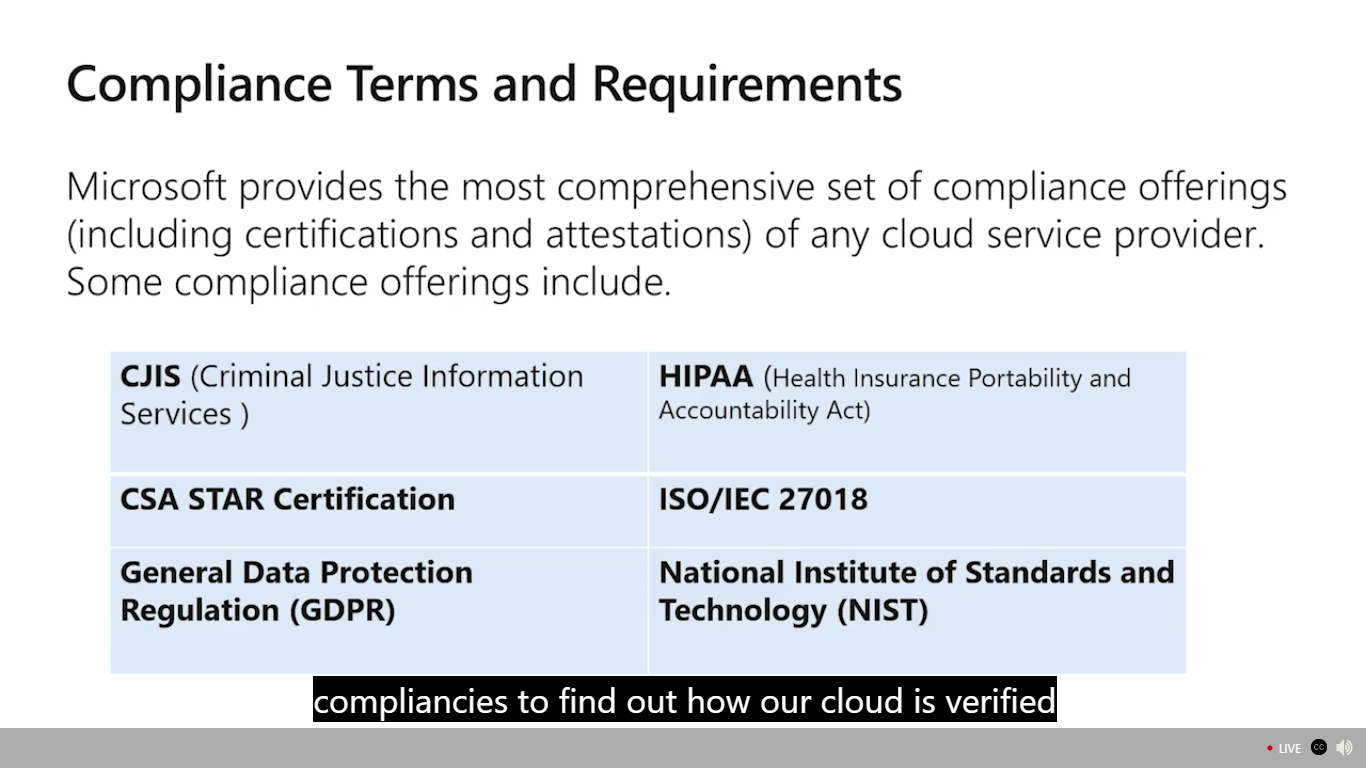 Compliance Terms and Requirements
Microsoft provides the most comprehensive set of compliance offerings
(including certifications and attestations) of any cloud service provider.
Some compliance offerings include.
CJIS (Criminal Justice Information
Services )
HIPAA (Health Insurance Portability and
Accountability Act)
CSA STAR Certification
ISO/IEC 27018
General Data Protection
Regulation (GDPR)
National Institute of Standards and
Technology (NIST)
compliancies to find out how our cloud is verified
LIVE
CC